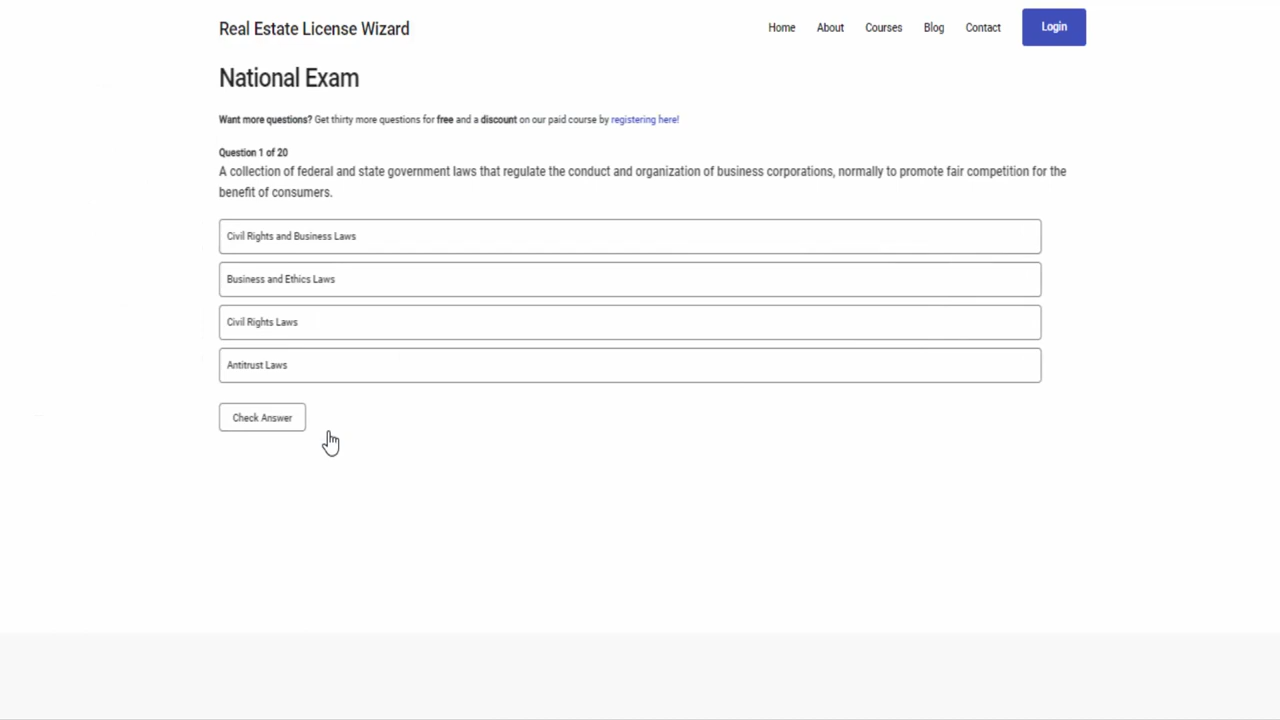 Real Estate License Wizard
Home
About
Courses
Blog
Contact
Login
National Exam
Want more questions? Get thirty more questions for free and a discount on our paid course by registering here!
Question 1 of 20
A collection of federal and state government laws that regulate the conduct and organization of business corporations, normally to promote fair competition for the
benefit of consumers.
Civil Rights and Business Laws
Business and Ethics Laws
Civil Rights Laws
Antitrust Laws
Check Answer